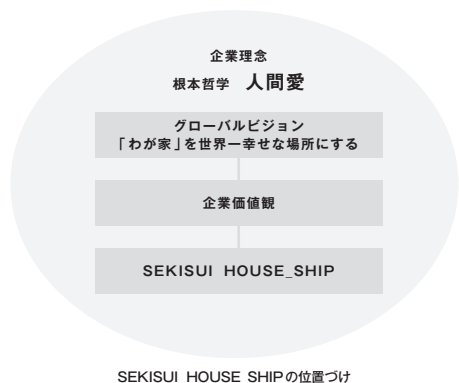 企業理念
根本哲学 人間愛
グローバルビジョン
「わが家」を世界一幸せな場所にする
企業価値観
SEKISUI HOUSE_SHIP
SEKISUI HOUSE SHIPの位置づけ